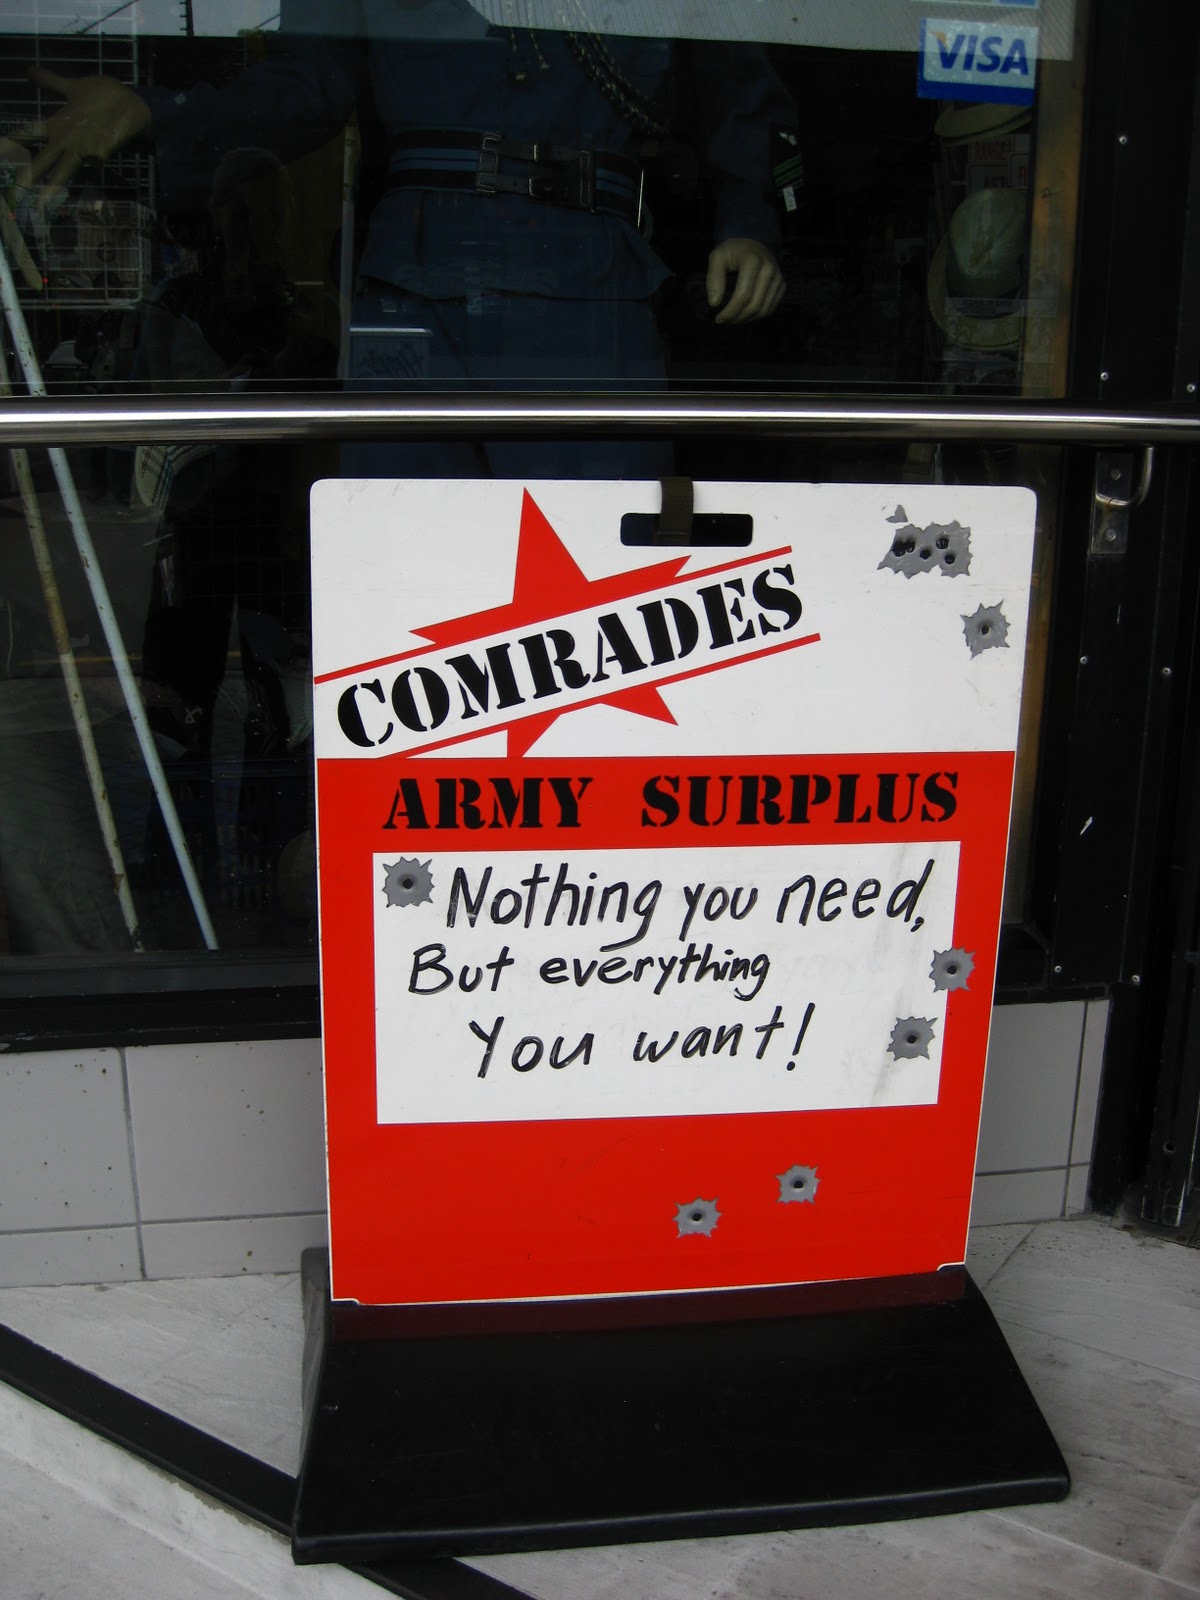 VISA
COMRADES
ARMY SURPLUS
Nothing you need,
But everything
You want!